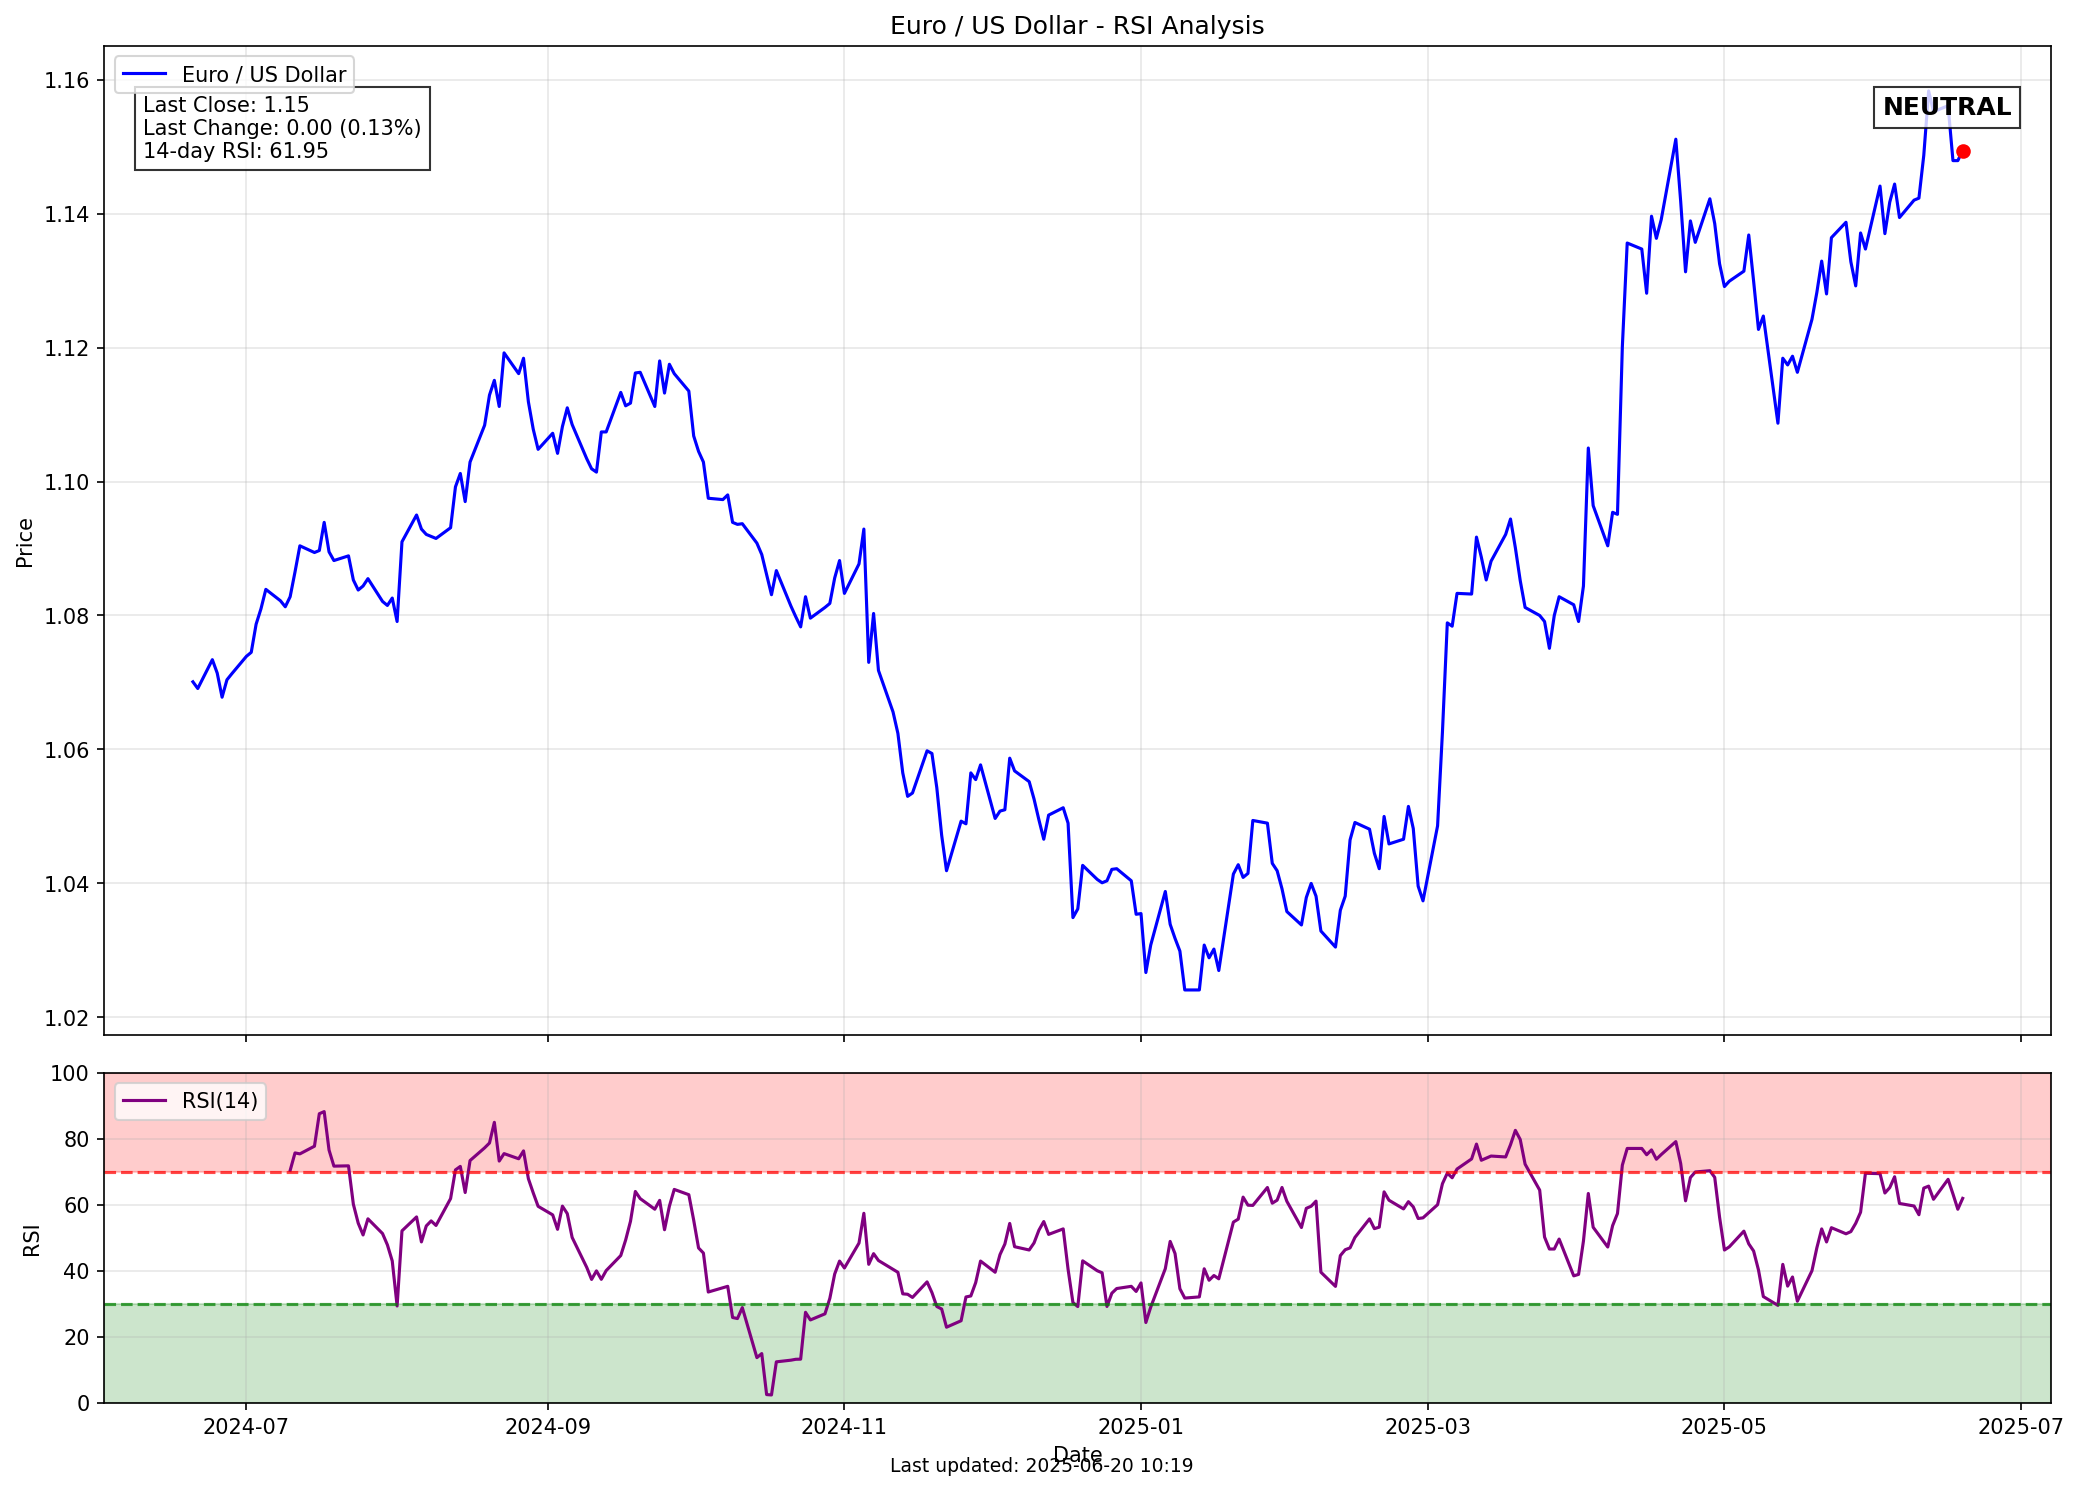 Euro / US Dollar - RSI Analysis
Euro / US Dollar
Last Close: 1.15
Last Change: 0.00 (0.13%)
14-day RSI: 61.95
NEUTRAL
Price
1.16
1.14
1.12
1.10
1.08
1.06
1.04
1.02
RSI(14)
RSI
100
80
60
40
20
0
2024-07
2024-09
2024-11
2025-01
2025-03
2025-05
2025-07
Date
Last updated: 2025-06-20 10:19